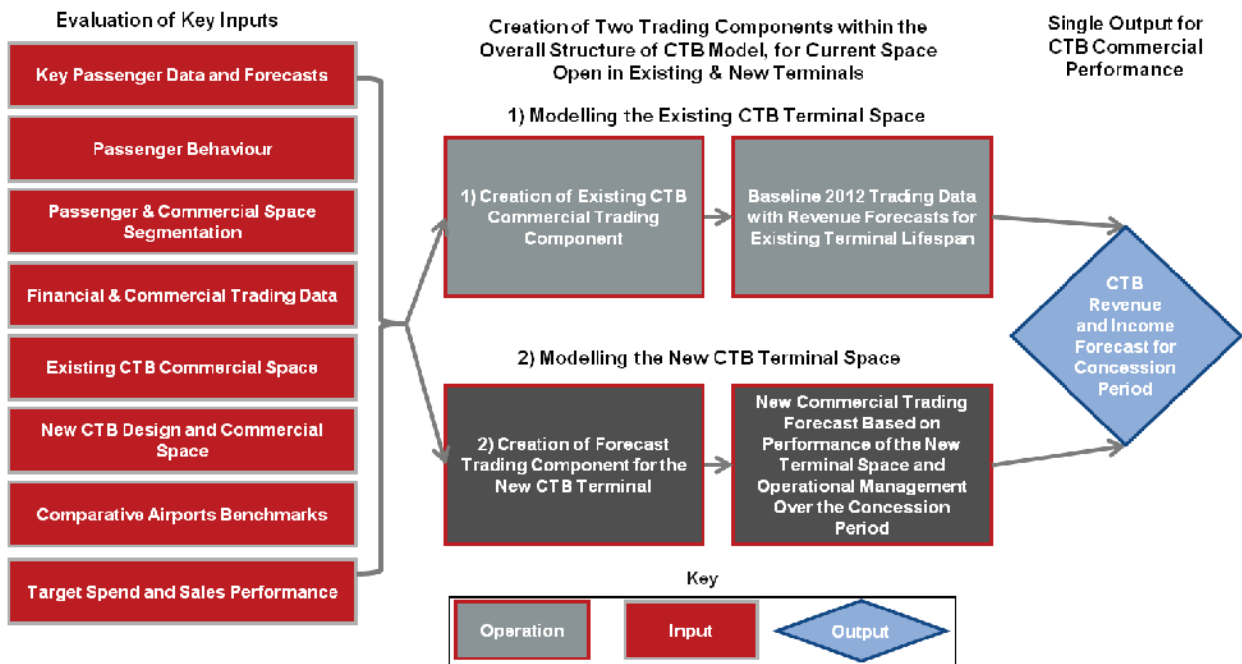 Evaluation of Key Inputs
Key Passenger Data and Forecasts
Passenger Behaviour
Passenger & Commercial Space
Segmentation
Financial & Commercial Trading Data
Existing CTB Commercial Space
New CTB Design and Commercial
Space
Comparative Airports Benchmarks
Target Spend and Sales Performance
Creation of Two Trading Components within the
Overall Structure of CTB Model, for Current Space
Open in Existing & New Terminals
1) Modelling the Existing CTB Terminal Space
1) Creation of Existing CTB
Commercial Trading
Component
Baseline 2012 Trading Data
with Revenue Forecasts for
Existing Terminal Lifespan
2) Modelling the New CTB Terminal Space
2) Creation of Forecast
Trading Component for the
New CTB Terminal
New Commercial Trading
Forecast Based on
Performance of the New
Terminal Space and
Operational Management
Over the Concession
Period
Single Output for
CTB Commercial
Performance
CTB
Revenue
and Income
Forecast for
Concession
Period
Key
Operation
Input
Output